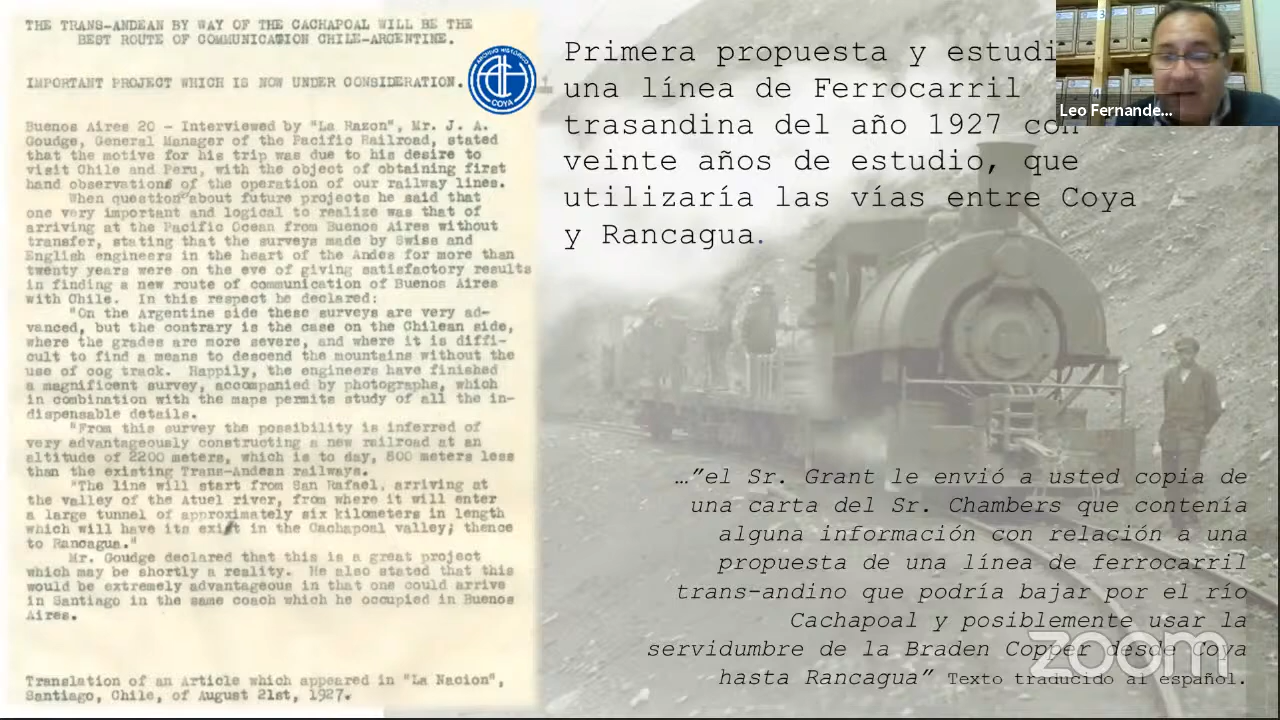 THE TRANS-ANDEAN BY WAY OF THE CACHAPOAL WILL BE THE
BEST ROUTE OF COMMUNICATION CHILE-ARGENTINE.
IMPORTANT PROJECT WHICH IS NOW UNDER CONSIDERATION.
Buenos Aires 20 - Interviewed by "La Razon", Mr. J. A.
Goudge, General Manager of the Pacific Railroad, stated
that the motive for his trip was due to his desire to
visit Chile and Peru, with the object of obtaining first
hand observations of the operation of our railway lines.
When question about future projects he said that
one very important and logical to realize was that of
arriving at the Pacific Ocean from Buenos Aires without
transfer, stating that the surveys made by Swiss and
English engineers in the heart of the Andes for more than
twenty years were on the eve of giving satisfactory results
in finding a new route of communication of Buenos Aires
with Chile. In this respect he declared:
"On the Argentine side these surveys are very ad-
vanced, but the contrary is the case on the Chilean side,
where the grades are more severe, and where it is diffi-
cult to find a means to descend the mountains without the
use of cog track. Happily, the engineers have finished
a magnificent survey, accompanied by photographs, which
in combination with the maps permits study of all the in-
dispensable details.
"From this survey the possibility is inferred of
very advantageously constructing a new railroad at an
altitude of 2200 meters, which is to day, 800 meters less
than the existing Trans-Andean railways.
"The line will start from San Rafael, arriving at
the valley of the Atuel river, from where it will enter
a large tunnel of approximately six kilometers in length
which will have its exist in the Cachapoal valley; thence
to Rancagua."
Mr. Goudge declared that this is a great project
which may be shortly a reality. He also stated that this
would be extremely advantageous in that one could arrive
in Santiago in the same coach which he occupied in Buenos
Aires.
Translation of an Article which appeared in "La Nacion",
Santiago, Chile, of August 21st, 1927.
ARCHIVO HISTÓRICO
COYA
Primera propuesta y estudi
una línea de Ferrocarril
trasandina del año 1927 con
veinte años de estudio, que
utilizaría las vías entre Coya
y Rancagua.
Leo Fernande...
…”el Sr. Grant le envió a usted copia de
una carta del Sr. Chambers que contenía
alguna información con relación a una
propuesta de una línea de ferrocarril
trans-andino que podría bajar por el río
Cachapoal y posiblemente usar la
servidumbre de la Braden Copper desde Coya
hasta Rancagua” Texto traducido al español.
zoom